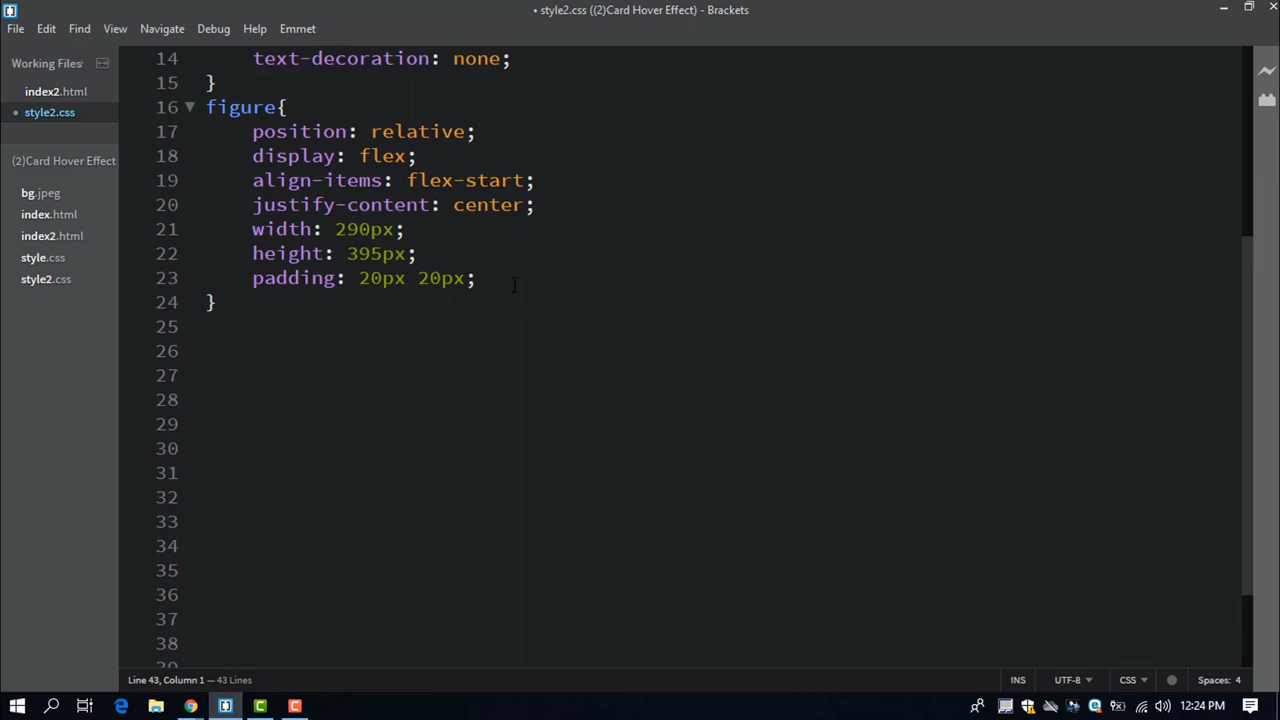 • style2.css ((2)Card Hover Effect) - Brackets
File Edit Find View Navigate Debug Help Emmet
Working Files
index2.html
• style2.css
(2)Card Hover Effect
bg.jpeg
index.html
index2.html
style.css
style2.css
14 text-decoration: none;
15 }
16 figure{
17 position: relative;
18 display: flex;
19 align-items: flex-start;
20 justify-content: center;
21 width: 290px;
22 height: 395px;
23 padding: 20px 20px;
24 }
25
26
27
28
29
30
31
32
33
34
35
36
37
38
39
Line 43, Column 1 — 43 Lines
INS UTF-8 CSS Spaces: 4
12:24 PM